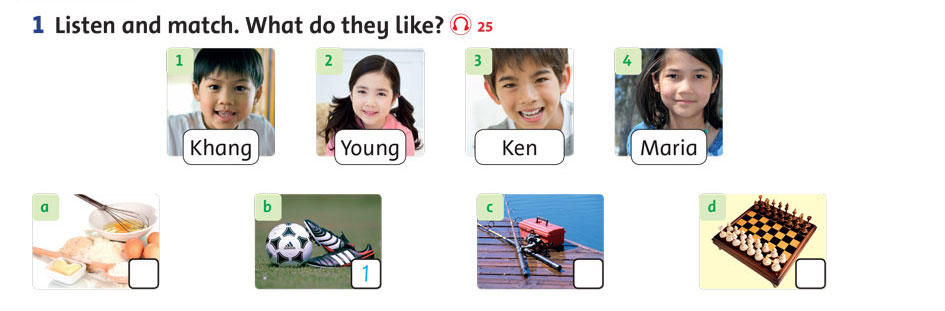 1 Listen and match. What do they like? 25
1 2 3 4
Khang Young Ken Maria
a b c d
1